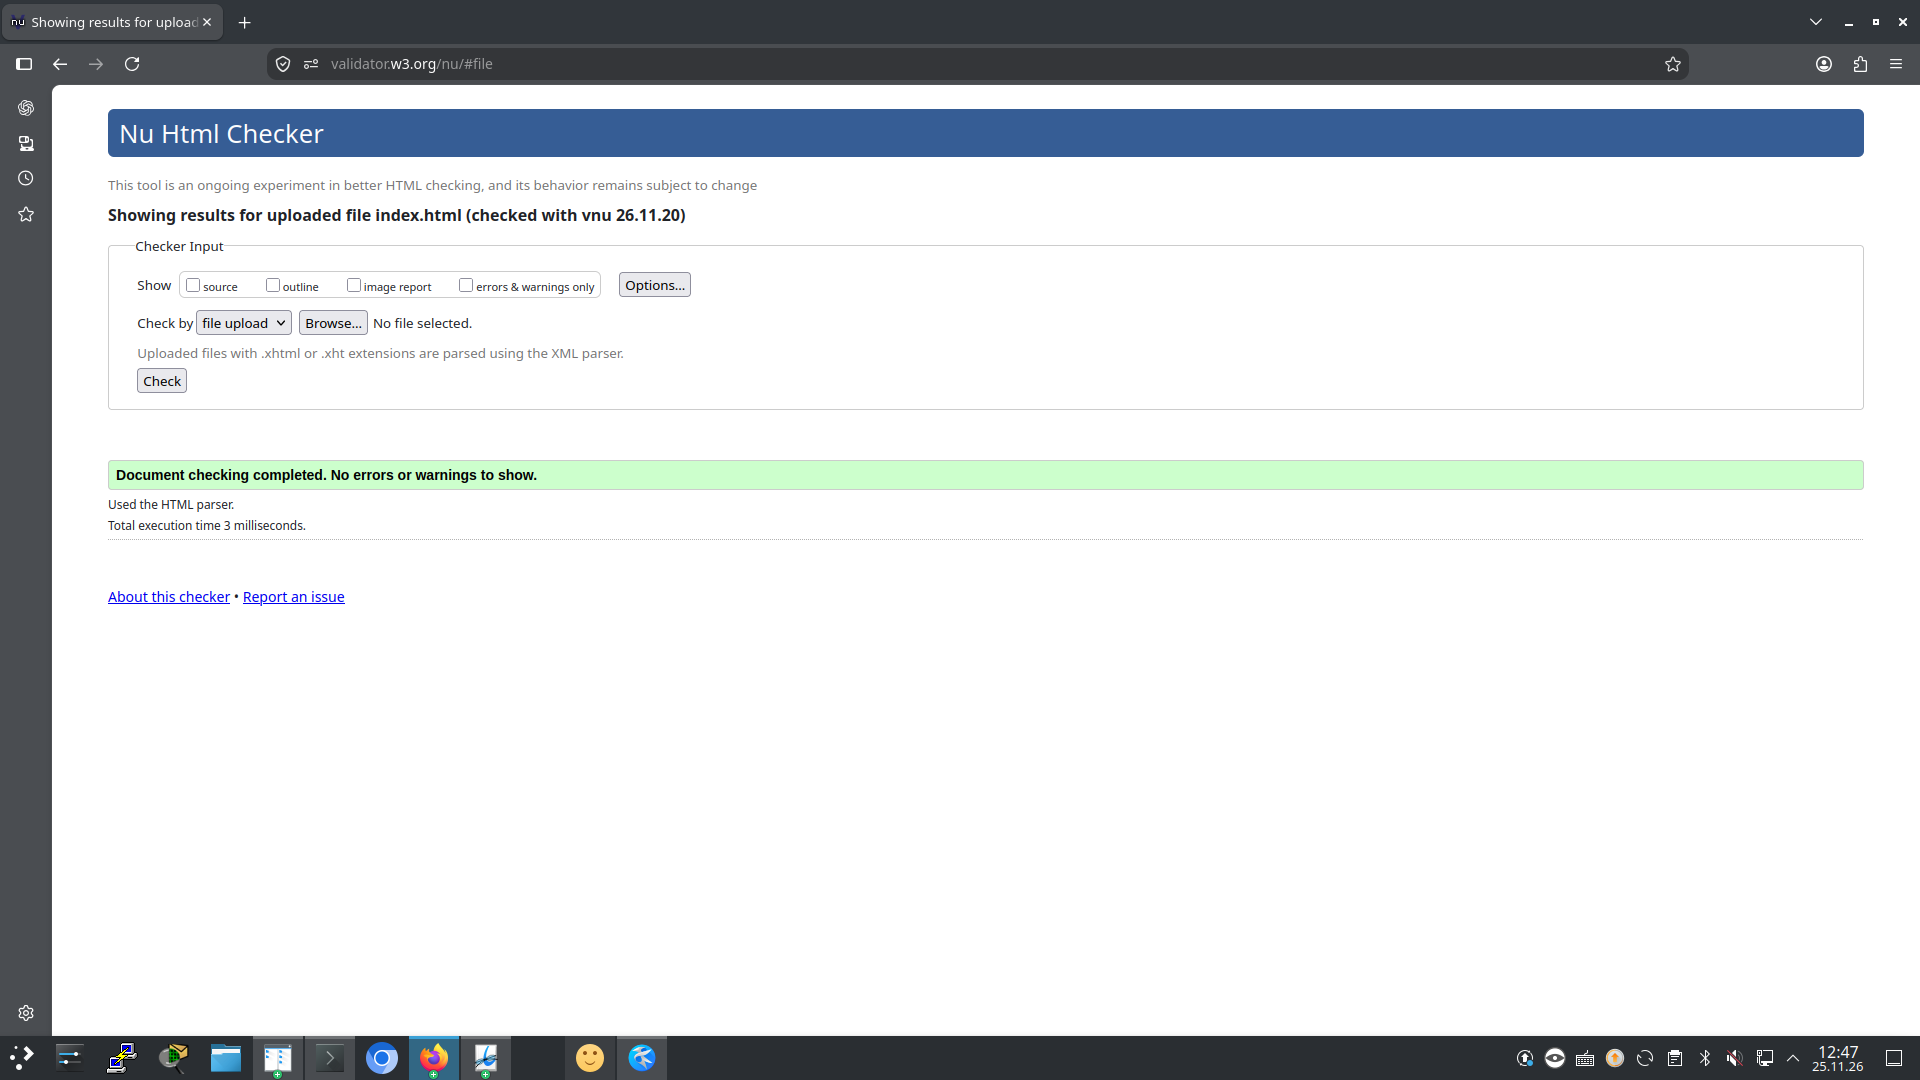 nu Showing results for upload
validator.w3.org/nu/#file
Nu Html Checker
This tool is an ongoing experiment in better HTML checking, and its behavior remains subject to change
Showing results for uploaded file index.html (checked with vnu 26.11.20)
Checker Input
Show source outline image report errors & warnings only Options...
Check by file upload Browse... No file selected.
Uploaded files with .xhtml or .xht extensions are parsed using the XML parser.
Check
Document checking completed. No errors or warnings to show.
Used the HTML parser.
Total execution time 3 milliseconds.
About this checker • Report an issue
12:47
25.11.26